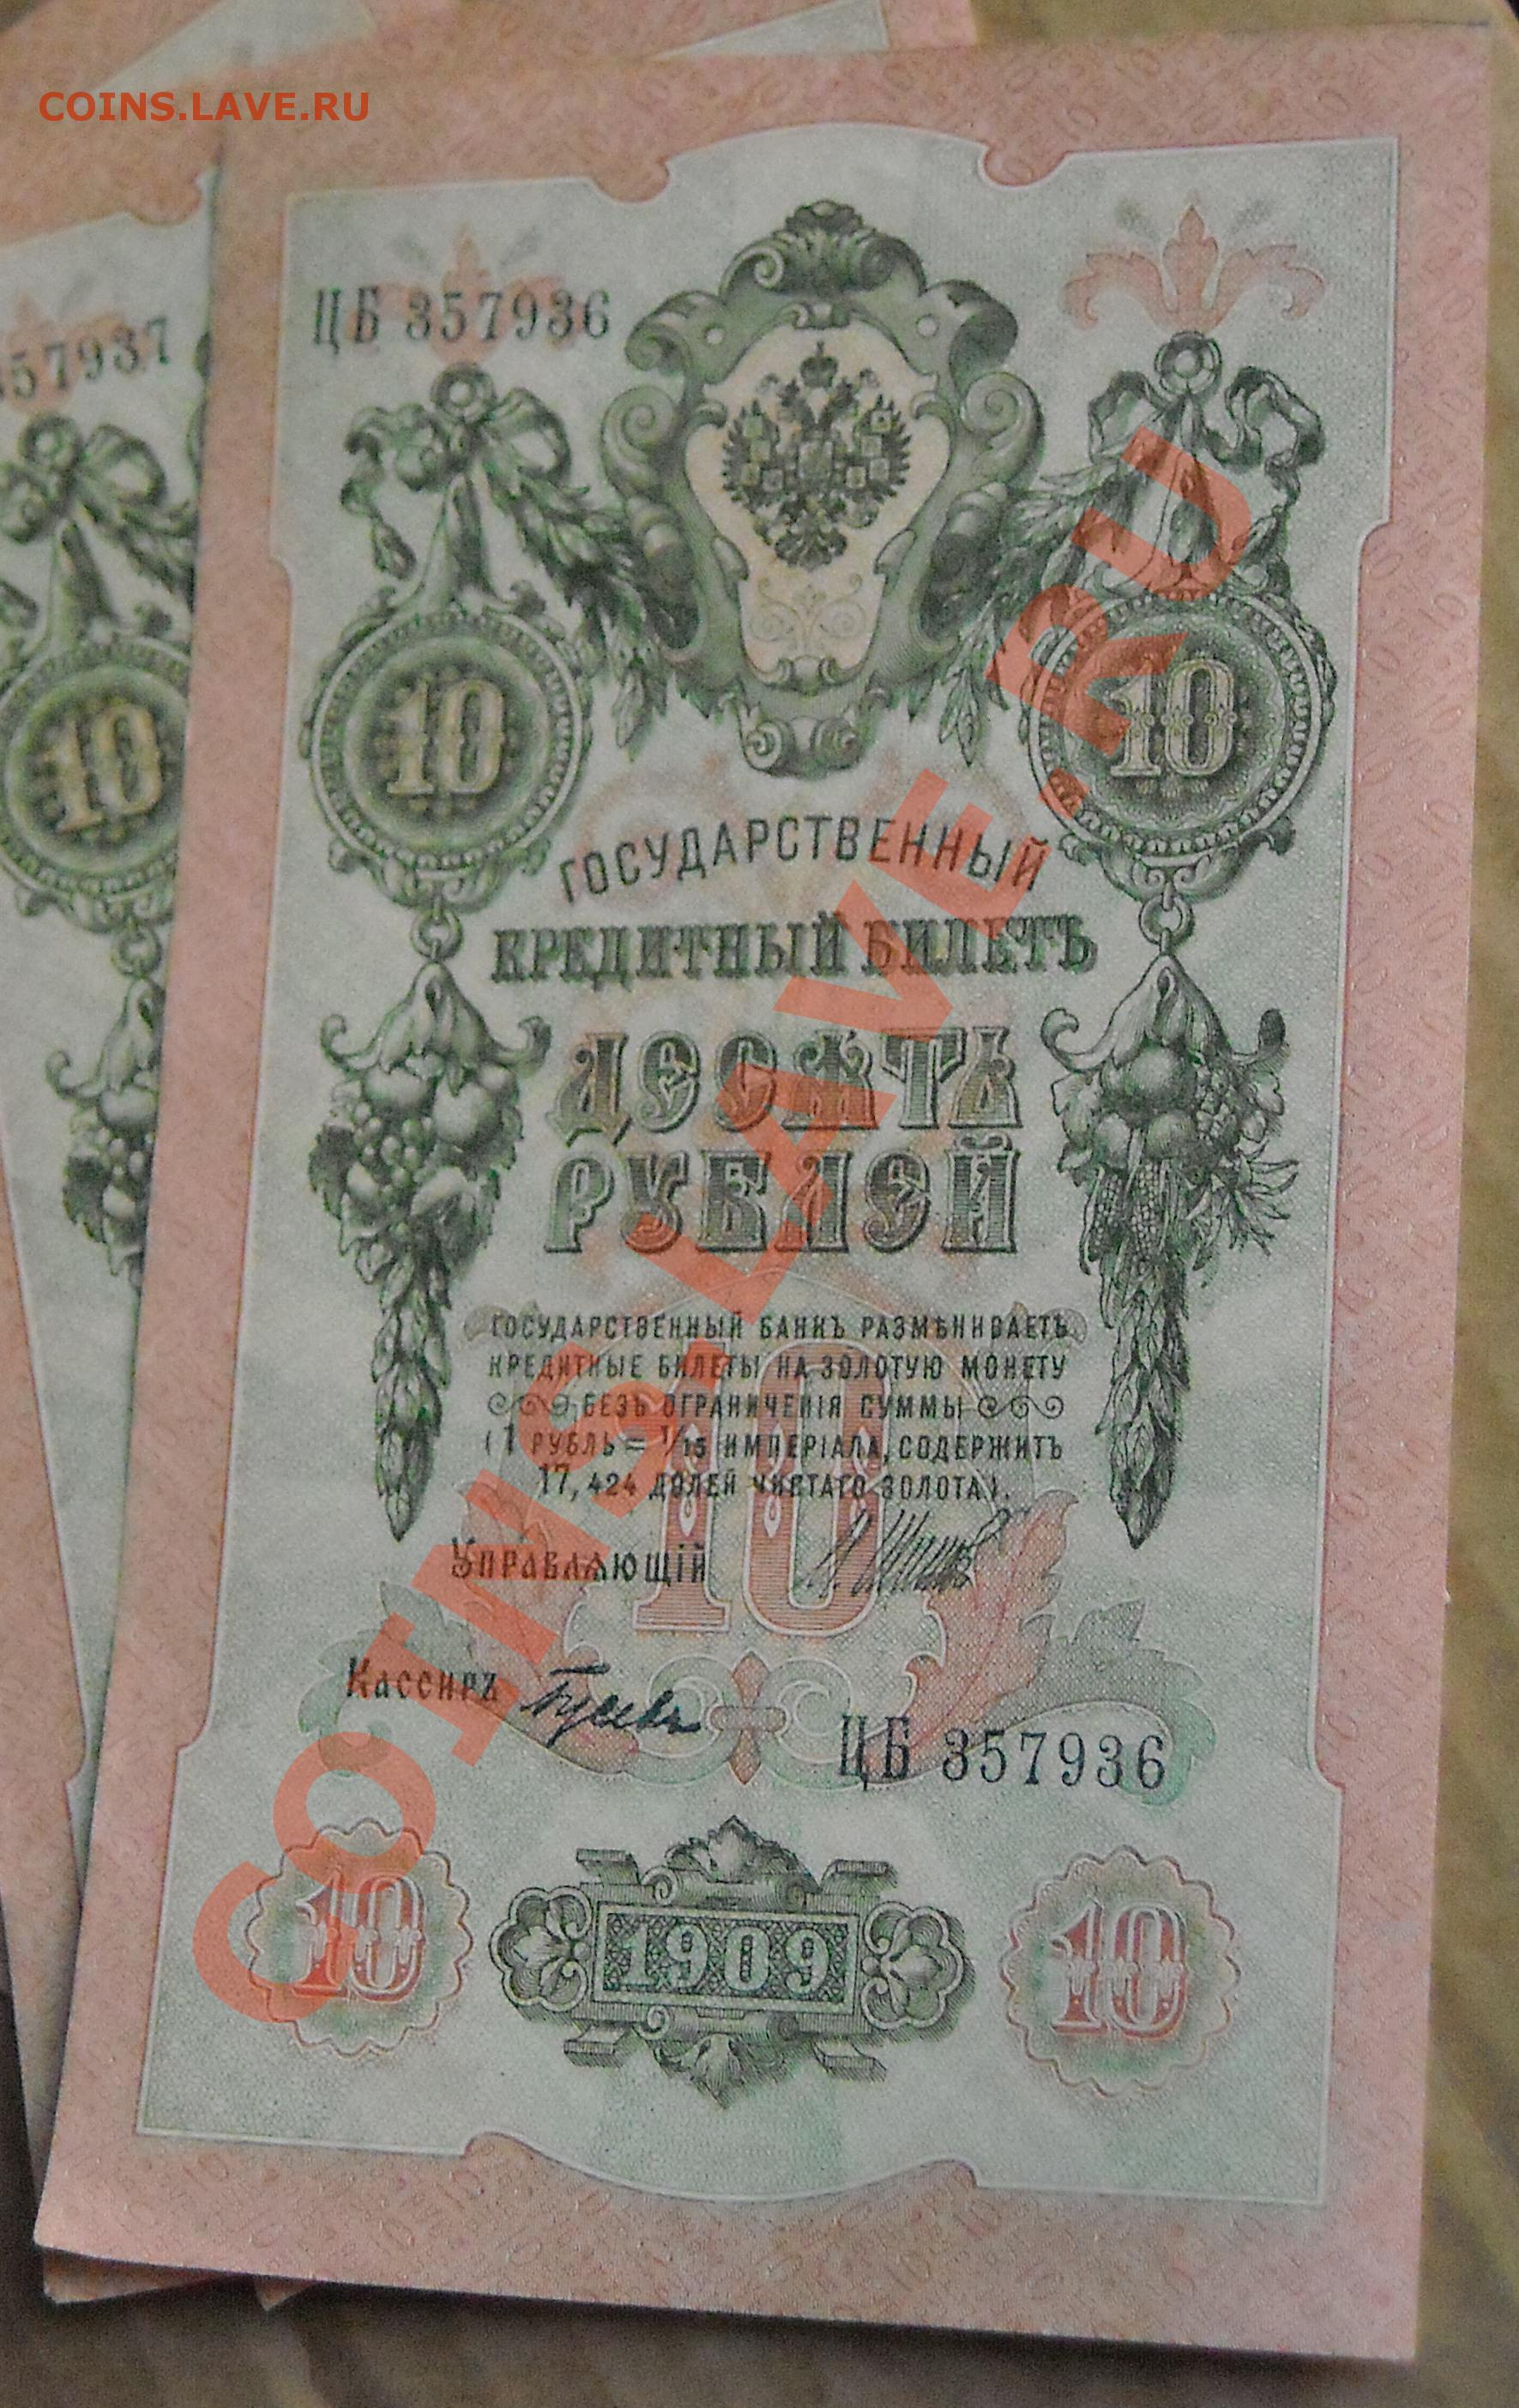 COINS.LAVE.RU
ЦБ 357936
357937
10
10
10
ГОСУДАРСТВЕННЫЙ
КРЕДИТНЫЙ БИЛЕТЪ
ДЕСѦТЬ
РУБЛЕЙ
ГОСУДАРСТВЕННЫЙ БАНКЪ РАЗМѢНИВАЕТЪ
КРЕДИТНЫЕ БИЛЕТЫ НА ЗОЛОТУЮ МОНЕТУ
БЕЗЪ ОГРАНИЧЕНІЯ СУММЫ
(1 РУБЛЬ = 1/15 ИМПЕРІАЛА, СОДЕРЖИТЪ
17,424 ДОЛЕЙ ЧИСТАГО ЗОЛОТА).
10
УПРАВЛѦЮЩІЙ
Кассиръ
ЦБ 357936
10
1909
10
COINS.LAVE.RU